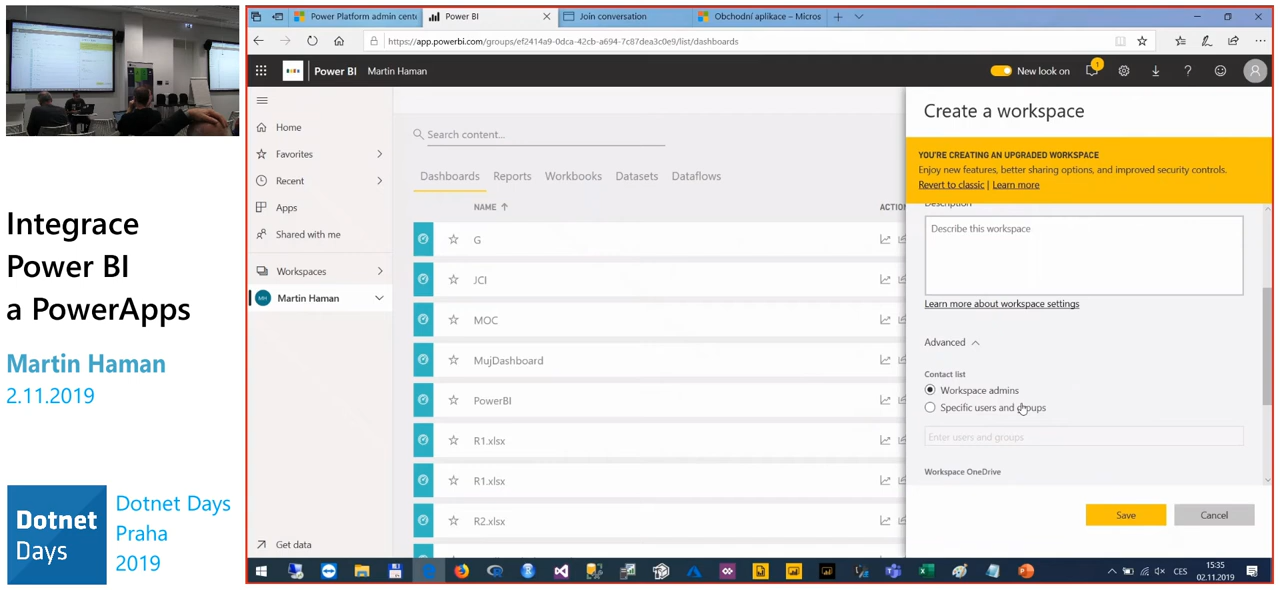 Integrace
Power BI
a PowerApps
Martin Haman
2.11.2019
Dotnet
Days
Dotnet Days
Praha
2019
Power Platform admin cent
Power BI
Join conversation
Obchodní aplikace – Micros
https://app.powerbi.com/groups/ef2414a9-0dca-42cb-a694-7c87dea3c0e9/list/dashboards
Power BI
Martin Haman
New look on
1
Home
Favorites
Recent
Apps
Shared with me
Workspaces
Martin Haman
Get data
Search content...
Dashboards
Reports
Workbooks
Datasets
Dataflows
NAME
ACTIO
G
JCI
MOC
MujDashboard
PowerBI
R1.xlsx
R1.xlsx
R2.xlsx
Create a workspace
YOU'RE CREATING AN UPGRADED WORKSPACE
Enjoy new features, better sharing options, and improved security controls.
Revert to classic | Learn more
Description
Describe this workspace
Learn more about workspace settings
Advanced
Contact list
Workspace admins
Specific users and groups
Enter users and groups
Workspace OneDrive
Save
Cancel
CES
15:35
02.11.2019